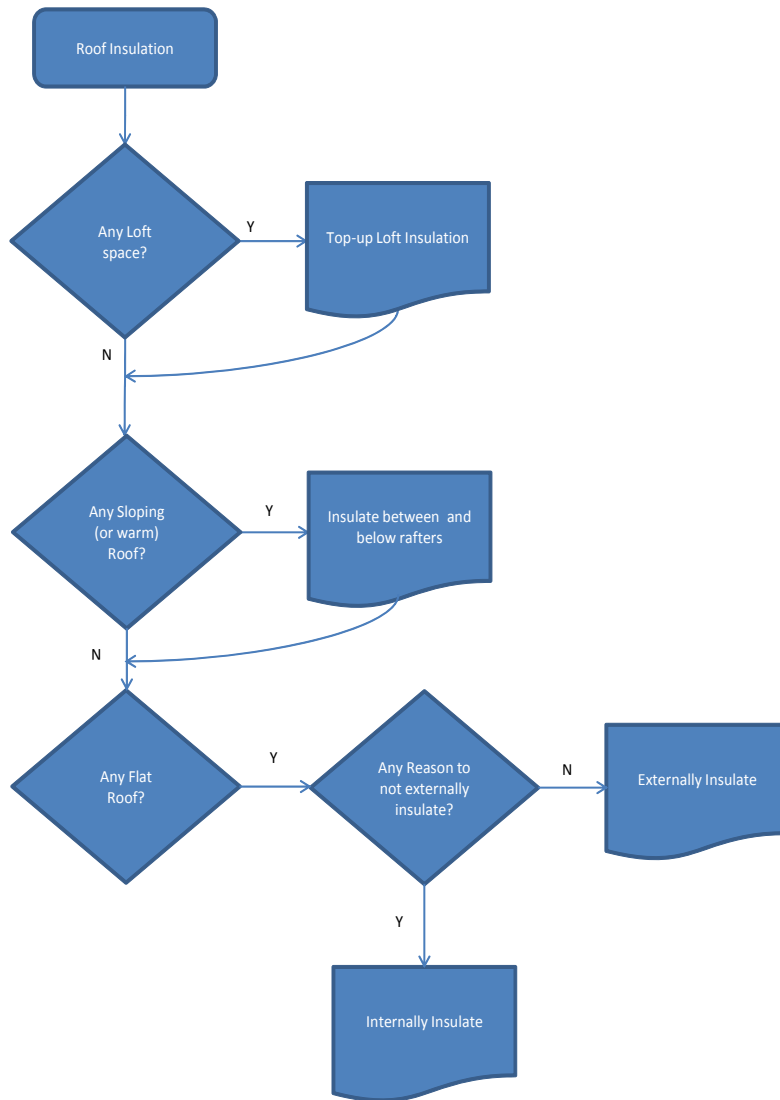 Roof Insulation
Any Loft
space?
Y
Top-up Loft Insulation
N
Any Sloping
(or warm)
Roof?
Y
Insulate between  and
below rafters
N
Any Flat
Roof?
Y
Any Reason to
not externally
insulate?
N
Externally Insulate
Y
Internally Insulate